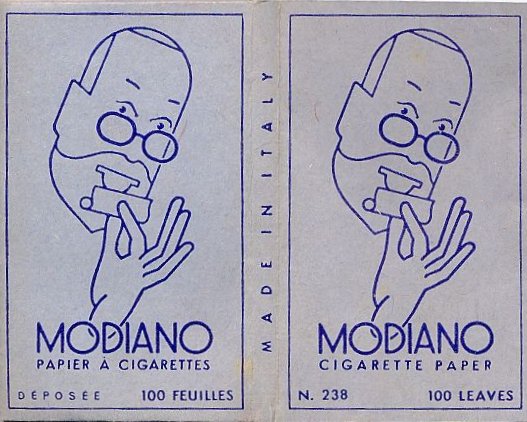 MODIANO
PAPIER À CIGARETTES
DÉPOSÉE 100 FEUILLES
MADE IN ITALY
MODIANO
CIGARETTE PAPER
N. 238 100 LEAVES